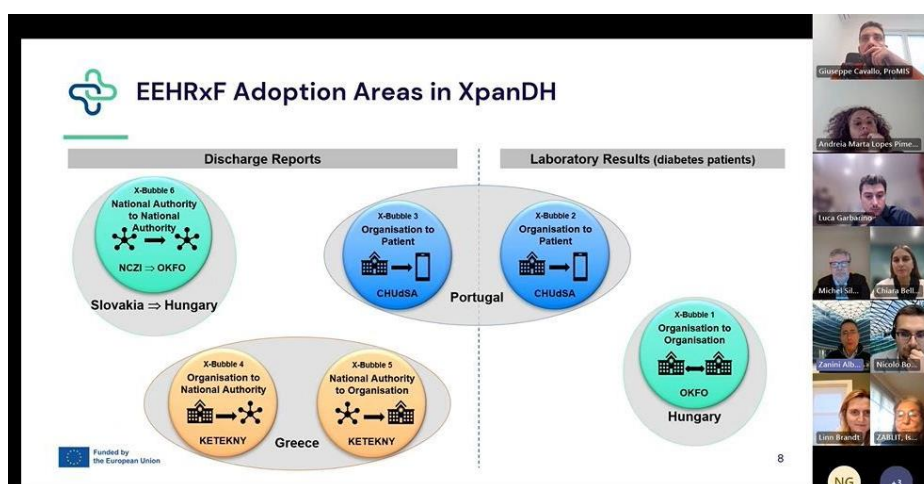 EEHRxF Adoption Areas in XpanDH
Discharge Reports
Laboratory Results (diabetes patients)
X-Bubble 6
National Authority
to National
Authority
NCZI ⇒ OKFO
Slovakia ⇒ Hungary
X-Bubble 3
Organisation to
Patient
CHUdSA
X-Bubble 2
Organisation to
Patient
CHUdSA
Portugal
X-Bubble 1
Organisation to
Organisation
OKFO
Hungary
X-Bubble 4
Organisation to
National Authority
KETEKNY
X-Bubble 5
National Authority
to Organisation
KETEKNY
Greece
Funded by
the European Union
8
Giuseppe Cavallo, ProMIS
Andreia Marta Lopes Pime...
Luca Garbarino
Michel Sil...
Chiara Bell...
Zanini Alb...
Nicolò Bo...
Linn Brandt
ZABLIT, Is...
NG
+3